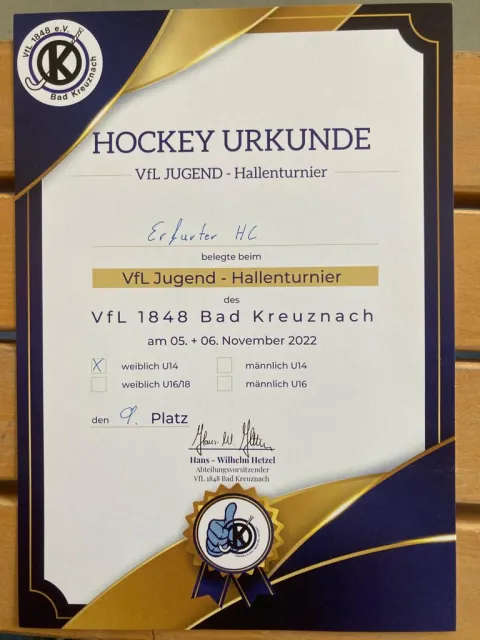 VfL 1848 e.V.
K
Bad Kreuznach
HOCKEY URKUNDE
VfL JUGEND - Hallenturnier
Erfurter HC
belegte beim
VfL Jugend - Hallenturnier
des
VfL 1848 Bad Kreuznach
am 05. + 06. November 2022
X weiblich U14 männlich U14
weiblich U16/18 männlich U16
den 9. Platz
Hans - Wilhelm Hetzel
Abteilungsvorsitzender
VfL 1848 Bad Kreuznach
K